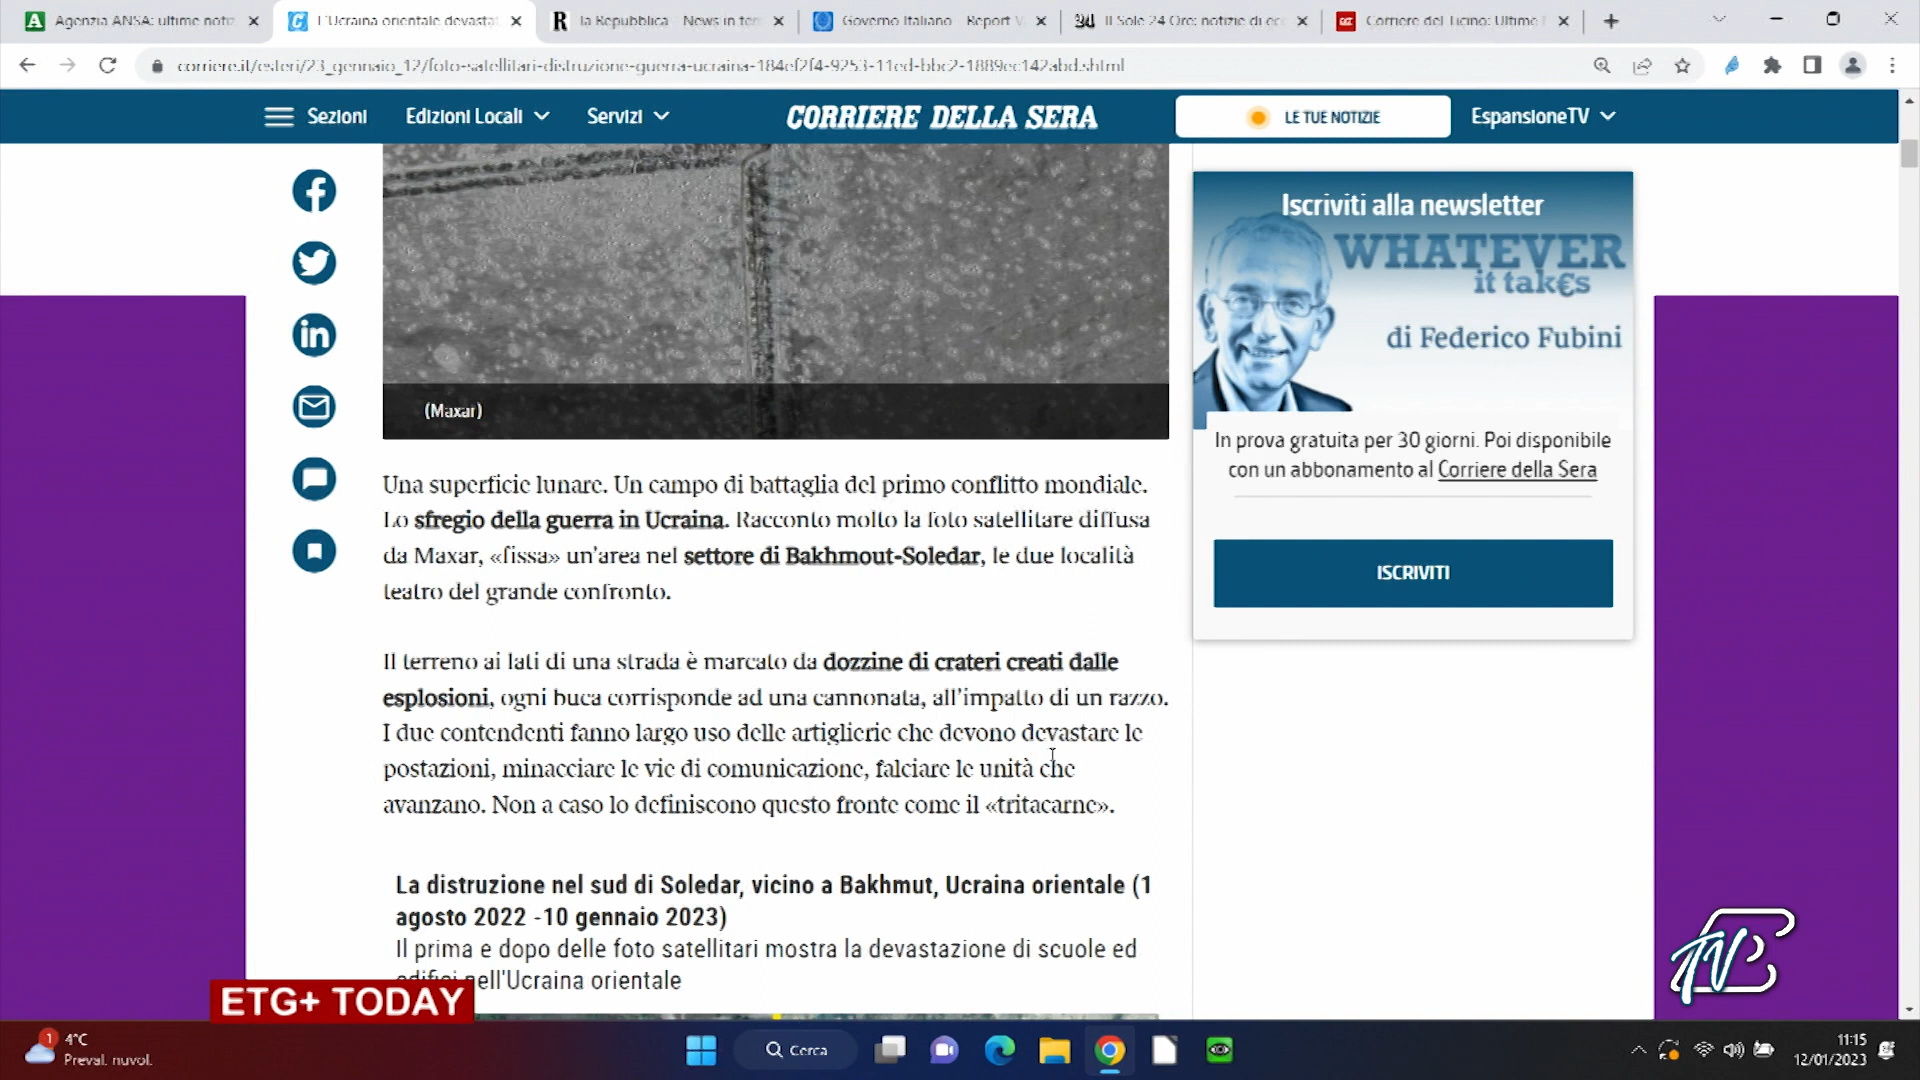 Agenzia ANSA: ultime noti
L'Ucraina orientale devasta
la Repubblica - News in tem
Governo Italiano - Report V
Il Sole 24 Ore: notizie di ec
Corriere del Ticino: Ultime
corriere.it/esteri/23_gennaio_12/foto-satellitari-distruzione-guerra-ucraina-184ef2f4-9253-11ed-bbc2-1889ec142abd.shtml
Sezioni Edizioni Locali Servizi CORRIERE DELLA SERA LE TUE NOTIZIE EspansioneTV
(Maxar)
Una superficie lunare. Un campo di battaglia del primo conflitto mondiale.
Lo sfregio della guerra in Ucraina. Racconto molto la foto satellitare diffusa
da Maxar, «fissa» un'area nel settore di Bakhmout-Soledar, le due località
teatro del grande confronto.
Il terreno ai lati di una strada è marcato da dozzine di crateri creati dalle
esplosioni, ogni buca corrisponde ad una cannonata, all'impatto di un razzo.
I due contendenti fanno largo uso delle artiglierie che devono devastare le
postazioni, minacciare le vie di comunicazione, falciare le unità che
avanzano. Non a caso lo definiscono questo fronte come il «tritacarne».
La distruzione nel sud di Soledar, vicino a Bakhmut, Ucraina orientale (1
agosto 2022 -10 gennaio 2023)
Il prima e dopo delle foto satellitari mostra la devastazione di scuole ed
edifici nell'Ucraina orientale
Iscriviti alla newsletter
WHATEVER
it tak€s
di Federico Fubini
In prova gratuita per 30 giorni. Poi disponibile
con un abbonamento al Corriere della Sera
ISCRIVITI
ETG+ TODAY
1
4°C
Preval. nuvol.
Cerca
11:15
12/01/2023